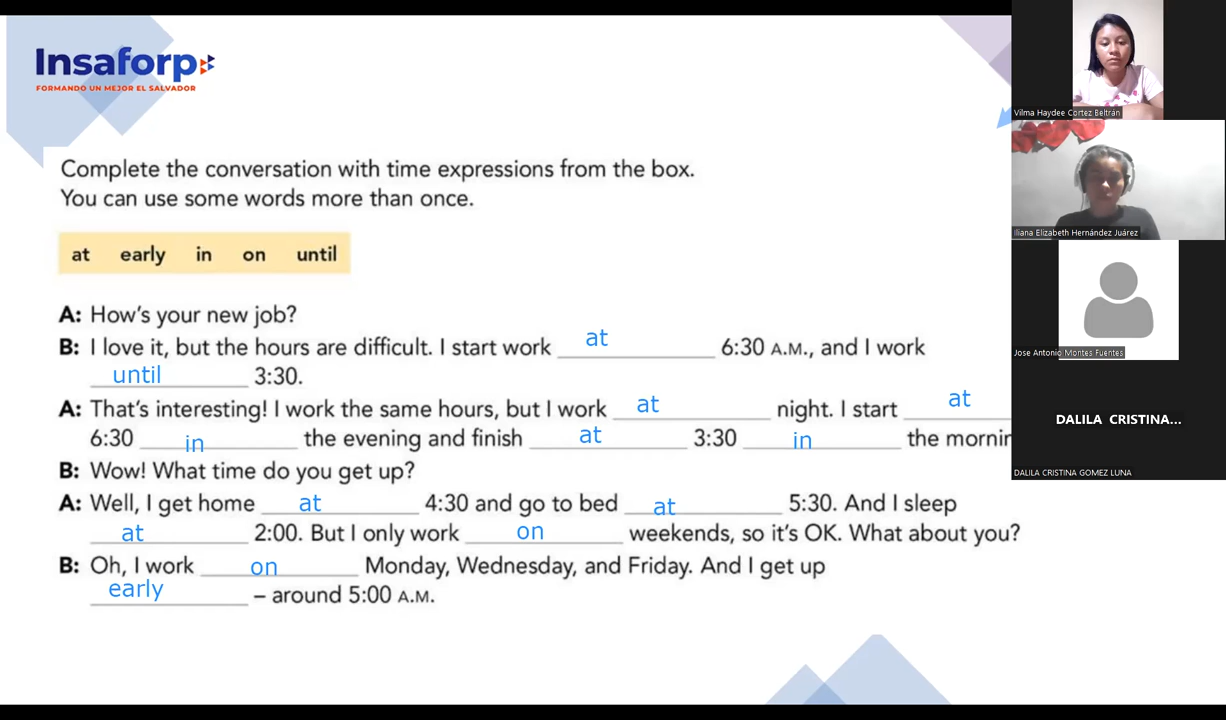 Insaforp
FORMANDO UN MEJOR EL SALVADOR
Complete the conversation with time expressions from the box.
You can use some words more than once.
at early in on until
A: How's your new job?
B: I love it, but the hours are difficult. I start work at 6:30 A.M., and I work
until 3:30.
A: That's interesting! I work the same hours, but I work at night. I start at
6:30 in the evening and finish at 3:30 in the mornin
B: Wow! What time do you get up?
A: Well, I get home at 4:30 and go to bed at 5:30. And I sleep
at 2:00. But I only work on weekends, so it's OK. What about you?
B: Oh, I work on Monday, Wednesday, and Friday. And I get up
early – around 5:00 A.M.
Vilma Haydee Cortez Beltrán
Iliana Elizabeth Hernández Juárez
Jose Antonio Montes Fuentes
DALILA CRISTINA...
DALILA CRISTINA GOMEZ LUNA